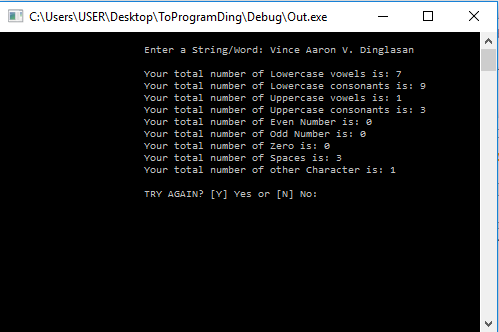 C:\Users\USER\Desktop\ToProgramDing\Debug\Out.exe
Enter a String/Word: Vince Aaron V. Dinglasan
Your total number of Lowercase vowels is: 7
Your total number of Lowercase consonants is: 9
Your total number of Uppercase vowels is: 1
Your total number of Uppercase consonants is: 3
Your total number of Even Number is: 0
Your total number of Odd Number is: 0
Your total number of Zero is: 0
Your total number of Spaces is: 3
Your total number of other Character is: 1
TRY AGAIN? [Y] Yes or [N] No: